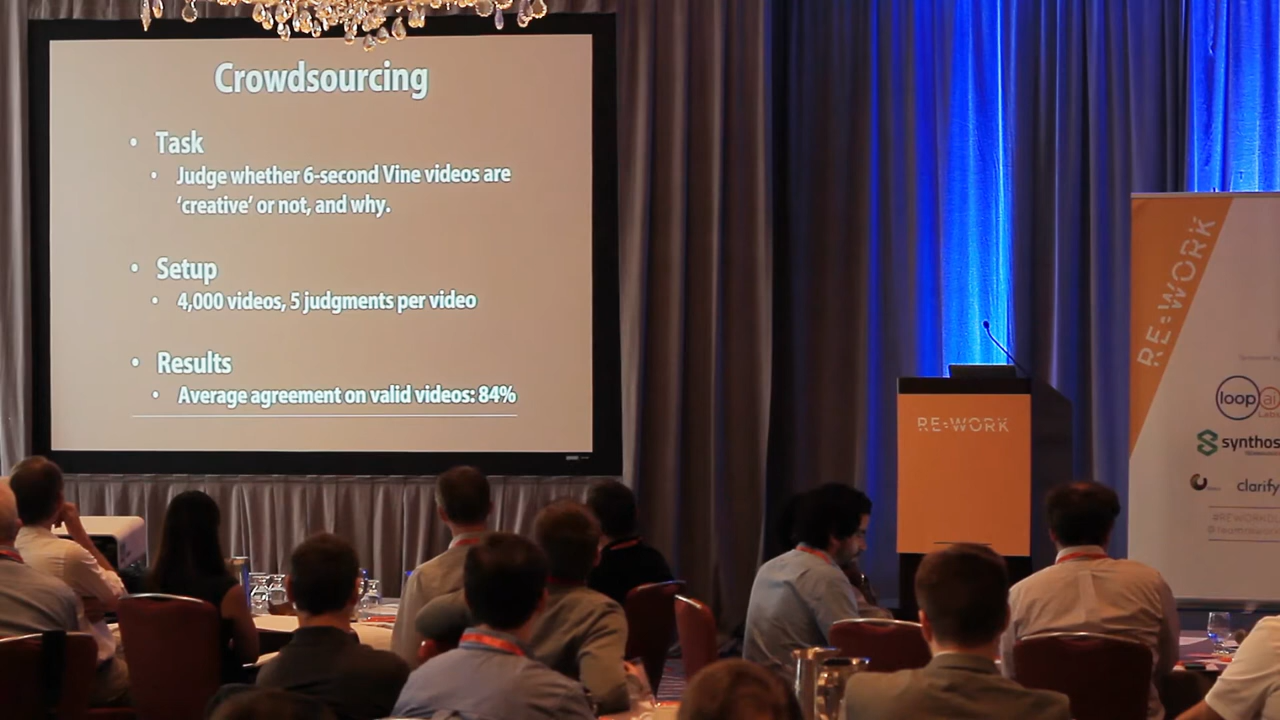 Crowdsourcing
• Task
• Judge whether 6-second Vine videos are
‘creative’ or not, and why.
• Setup
• 4,000 videos, 5 judgments per video
• Results
• Average agreement on valid videos: 84%
RE•WORK
RE•WORK
loop ai
Labs
synthos
clarify